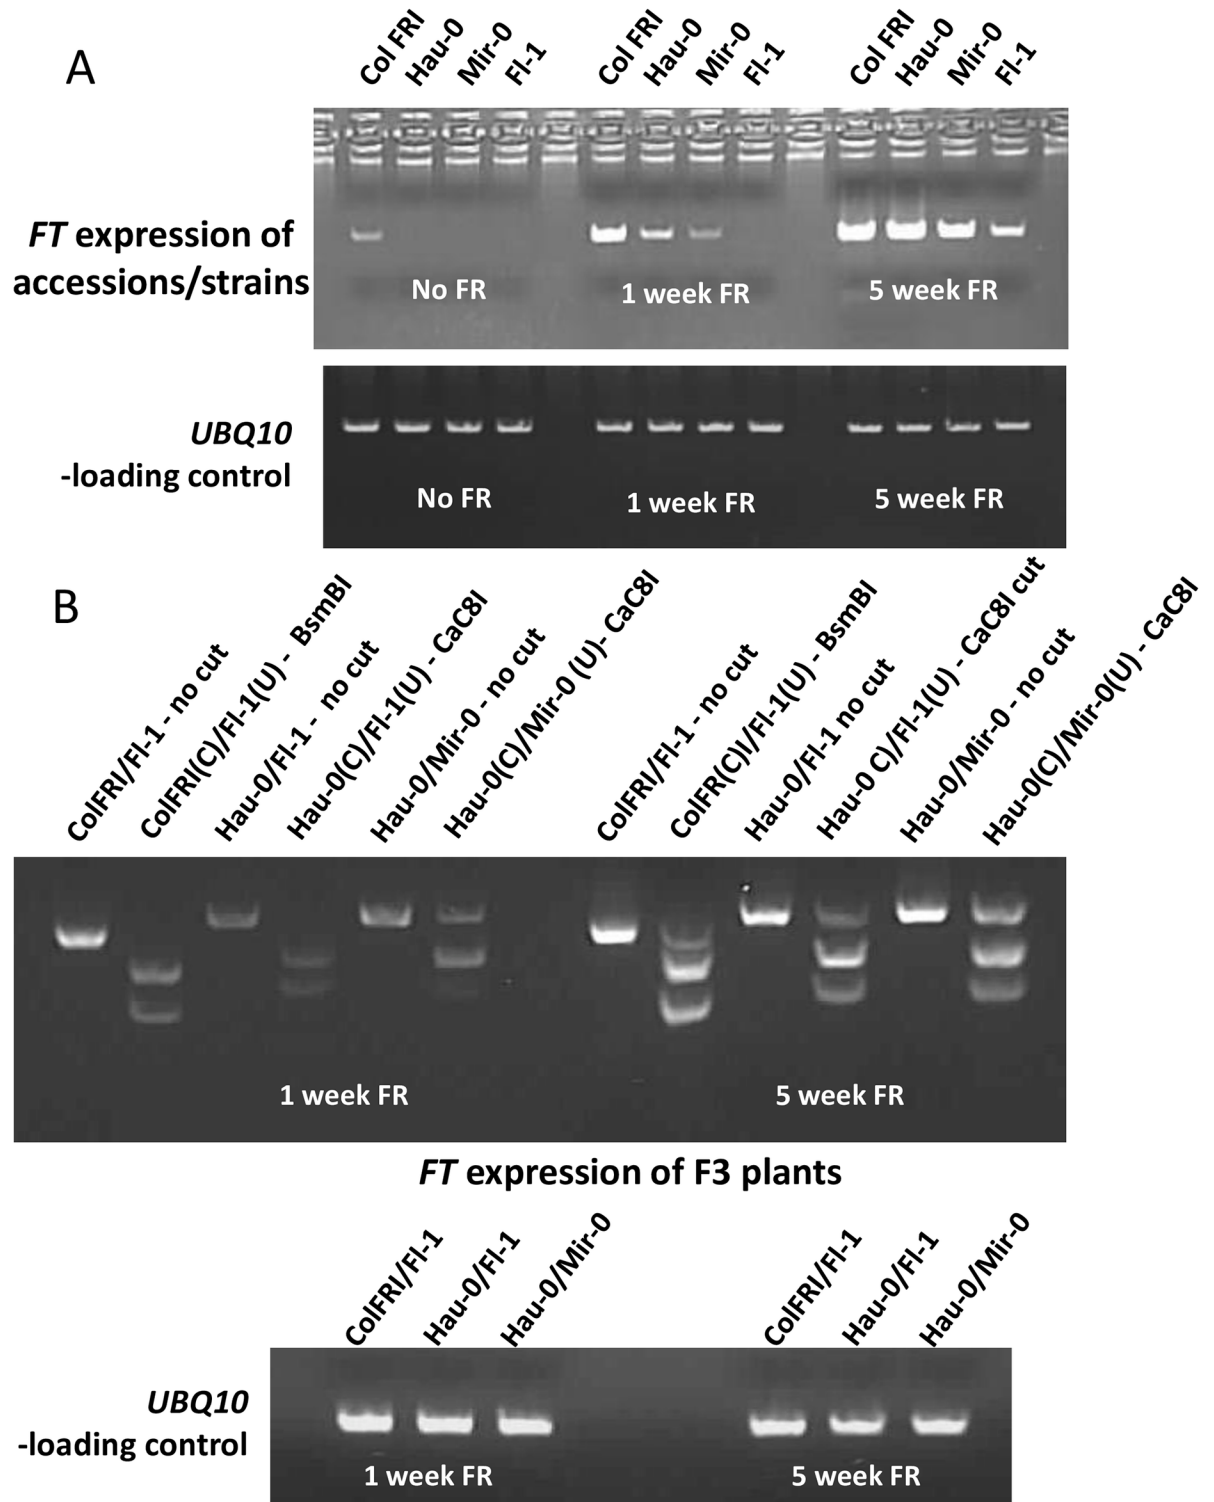 A
Col FRI
Hau-0
Mir-0
Fl-1
Col FRI
Hau-0
Mir-0
Fl-1
Col FRI
Hau-0
Mir-0
Fl-1
FT expression of
accessions/strains
No FR
1 week FR
5 week FR
UBQ10
-loading control
No FR
1 week FR
5 week FR
B
ColFRI/Fl-1 - no cut
ColFRI(C)/Fl-1(U) - BsmBI
Hau-0/Fl-1 - no cut
Hau-0(C)/Fl-1(U) - CaC8I
Hau-0/Mir-0 - no cut
Hau-0(C)/Mir-0 (U)- CaC8I
ColFRI/Fl-1 - no cut
ColFR(C)I/Fl-1(U) - BsmBI
Hau-0/Fl-1 no cut
Hau-0 C)/Fl-1(U) - CaC8I cut
Hau-0/Mir-0 - no cut
Hau-0(C)/Mir-0(U) - CaC8I
1 week FR
5 week FR
FT expression of F3 plants
ColFRI/Fl-1
Hau-0/Fl-1
Hau-0/Mir-0
ColFRI/Fl-1
Hau-0/Fl-1
Hau-0/Mir-0
UBQ10
-loading control
1 week FR
5 week FR